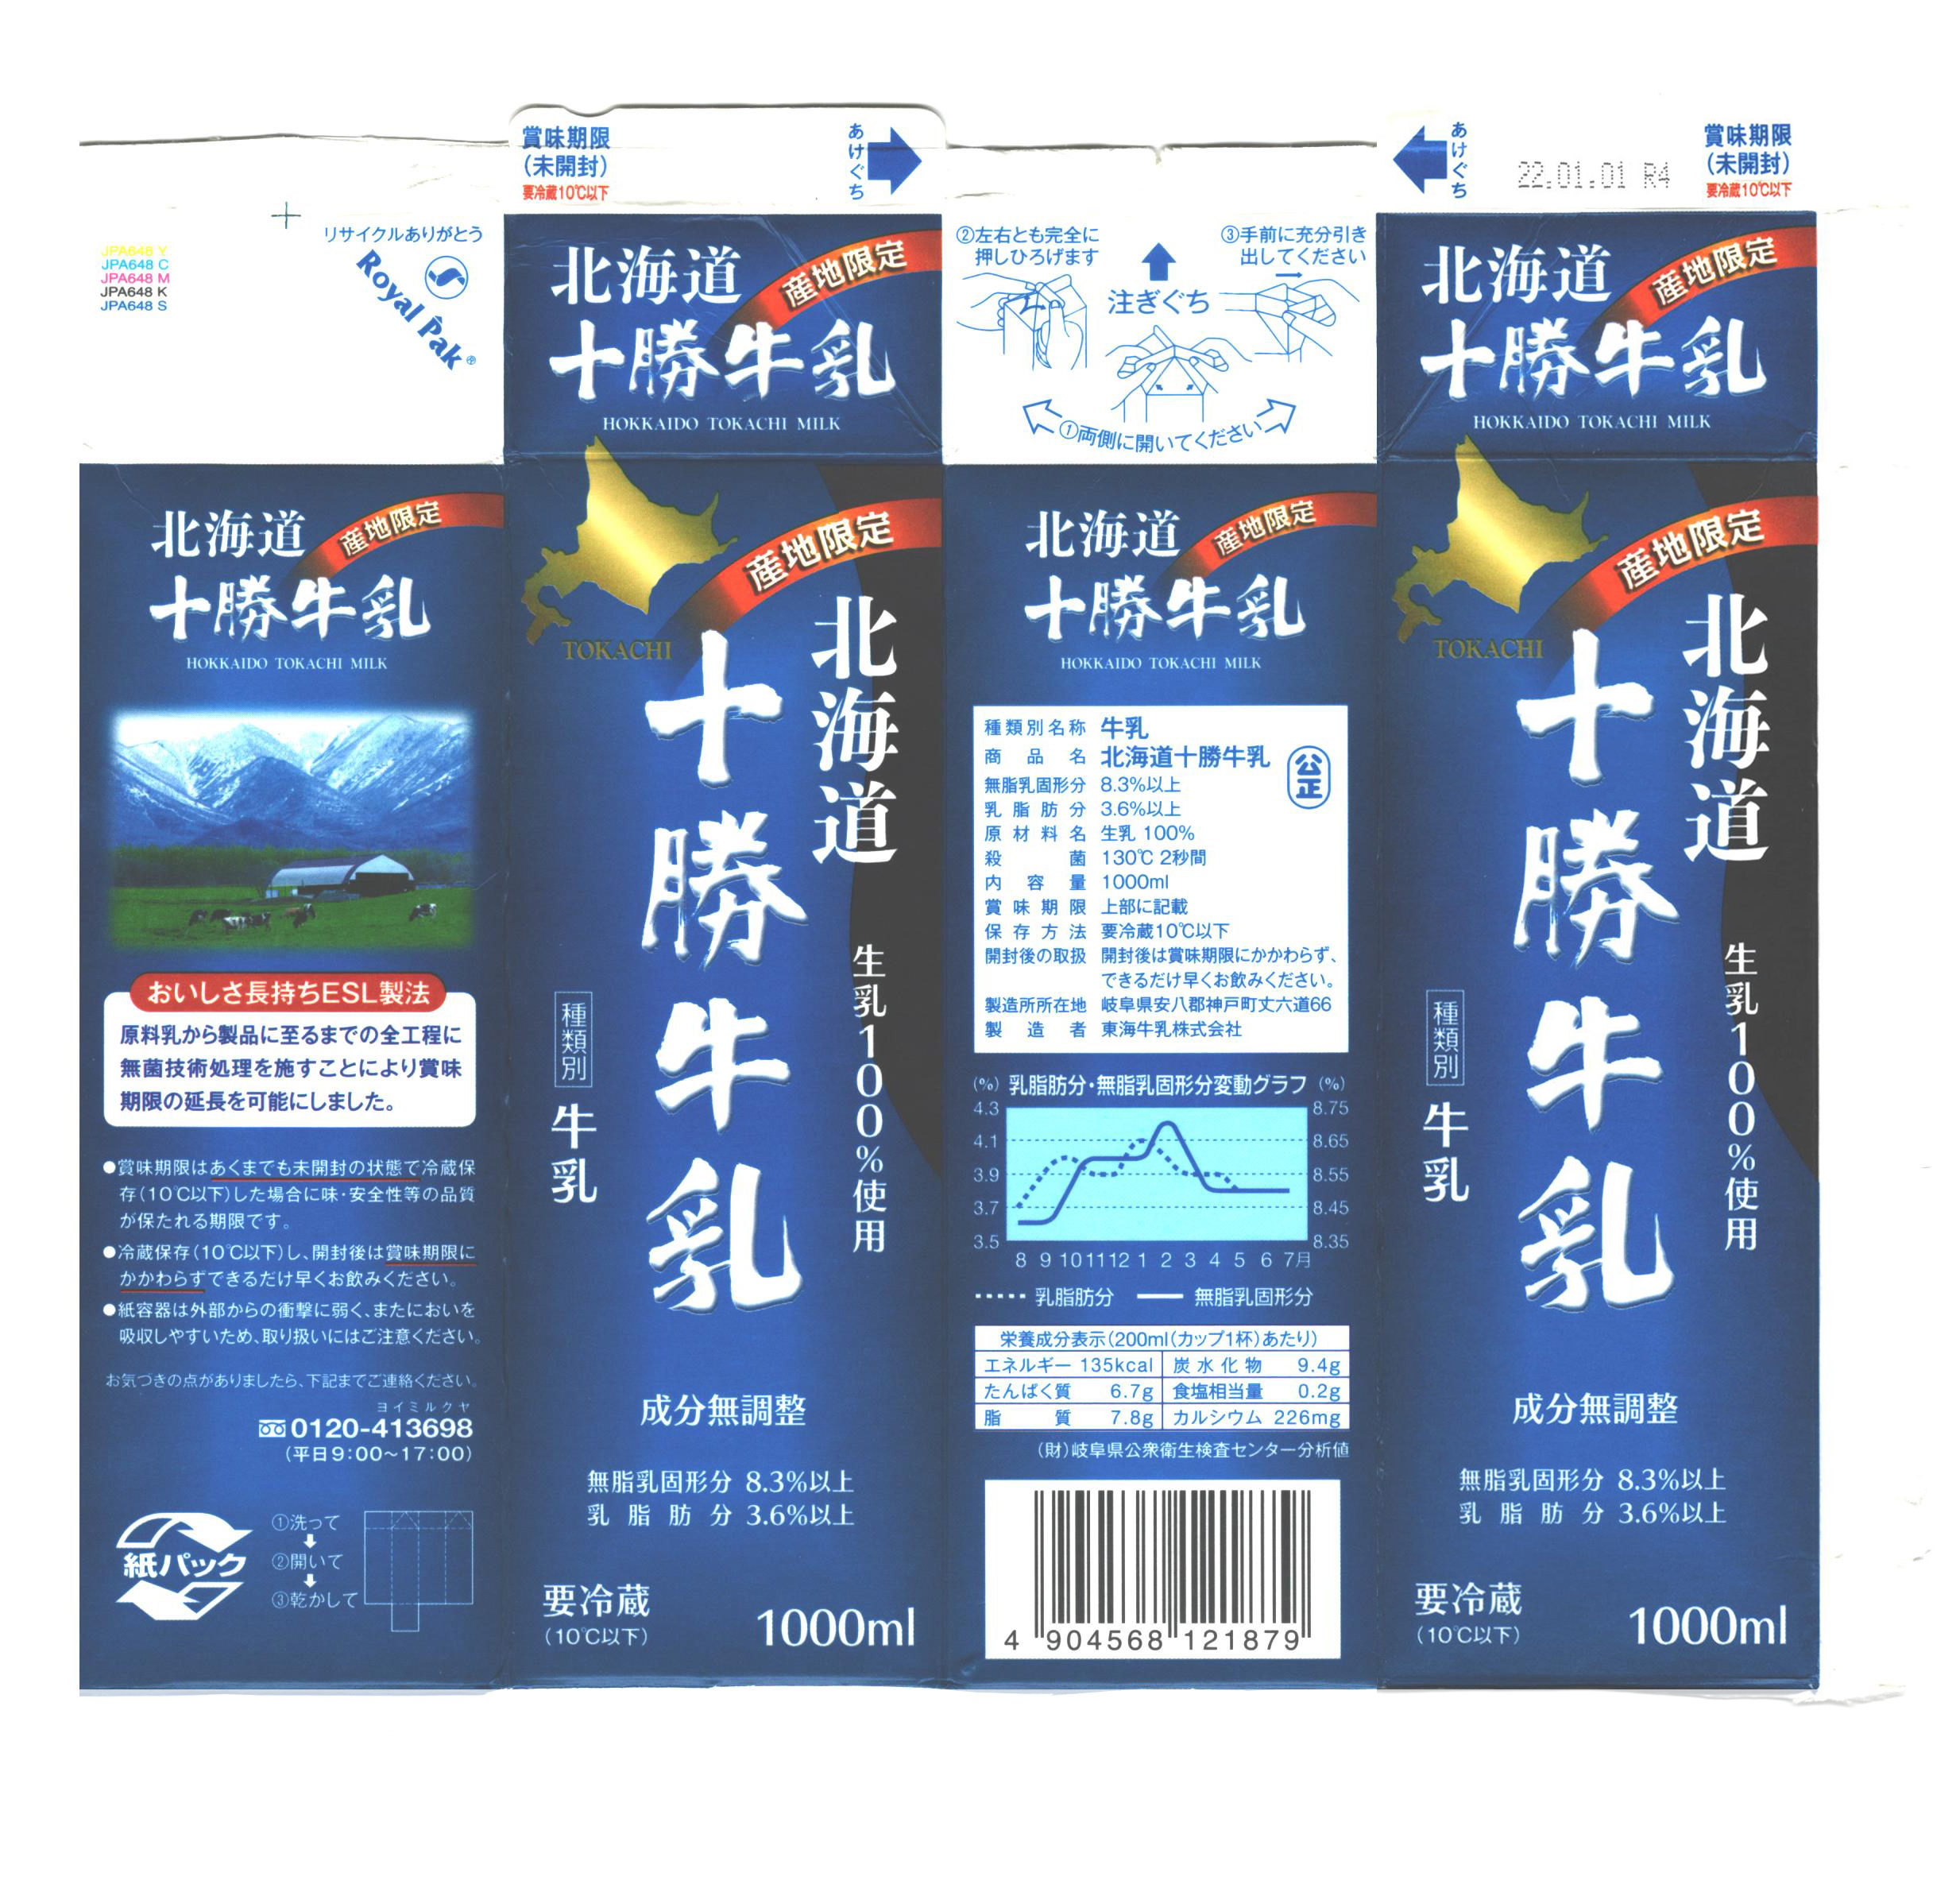 JPA648 Y
JPA648 C
JPA648 M
JPA648 K
JPA648 S
リサイクルありがとう
Royal Pak
北海道
産地限定
十勝牛乳
HOKKAIDO TOKACHI MILK
おいしさ長持ちESL製法
原料乳から製品に至るまでの全工程に
無菌技術処理を施すことにより賞味
期限の延長を可能にしました。
●賞味期限はあくまでも未開封の状態で冷蔵保
存(10℃以下)した場合に味・安全性等の品質
が保たれる期限です。
●冷蔵保存(10℃以下)し、開封後は賞味期限に
かかわらずできるだけ早くお飲みください。
●紙容器は外部からの衝撃に弱く、またにおいを
吸収しやすいため、取り扱いにはご注意ください。
お気づきの点がありましたら、下記までご連絡ください。
ヨイミルクヤ
0120-413698
(平日9:00~17:00)
紙パック
①洗って
②開いて
③乾かして
賞味期限
(未開封)
要冷蔵10℃以下
あけぐち
北海道
産地限定
十勝牛乳
HOKKAIDO TOKACHI MILK
産地限定
TOKACHI
北海道
十勝牛乳
生乳100%使用
種類別
牛乳
成分無調整
無脂乳固形分 8.3%以上
乳脂肪分 3.6%以上
要冷蔵
(10℃以下)
1000ml
②左右とも完全に
押しひろげます
注ぎぐち
③手前に充分引き
出してください
①両側に開いてください
北海道
産地限定
十勝牛乳
HOKKAIDO TOKACHI MILK
種類別名称 牛乳
商品名 北海道十勝牛乳
公正
無脂乳固形分 8.3%以上
乳脂肪分 3.6%以上
原材料名 生乳 100%
殺菌 130℃ 2秒間
内容量 1000ml
賞味期限 上部に記載
保存方法 要冷蔵10℃以下
開封後の取扱 開封後は賞味期限にかかわらず、
できるだけ早くお飲みください。
製造所所在地 岐阜県安八郡神戸町丈六道66
製造者 東海牛乳株式会社
(%) 乳脂肪分・無脂乳固形分変動グラフ (%)
4.3 8.75
4.1 8.65
3.9 8.55
3.7 8.45
3.5 8.35
8 9 10 11 12 1 2 3 4 5 6 7月
乳脂肪分 無脂乳固形分
栄養成分表示(200ml(カップ1杯)あたり)
エネルギー 135kcal 炭水化物 9.4g
たんぱく質 6.7g 食塩相当量 0.2g
脂質 7.8g カルシウム 226mg
(財)岐阜県公衆衛生検査センター分析値
4 904568 121879
あけぐち
22.01.01 R4
賞味期限
(未開封)
要冷蔵10℃以下
北海道
産地限定
十勝牛乳
HOKKAIDO TOKACHI MILK
産地限定
TOKACHI
北海道
十勝牛乳
生乳100%使用
種類別
牛乳
成分無調整
無脂乳固形分 8.3%以上
乳脂肪分 3.6%以上
要冷蔵
(10℃以下)
1000ml